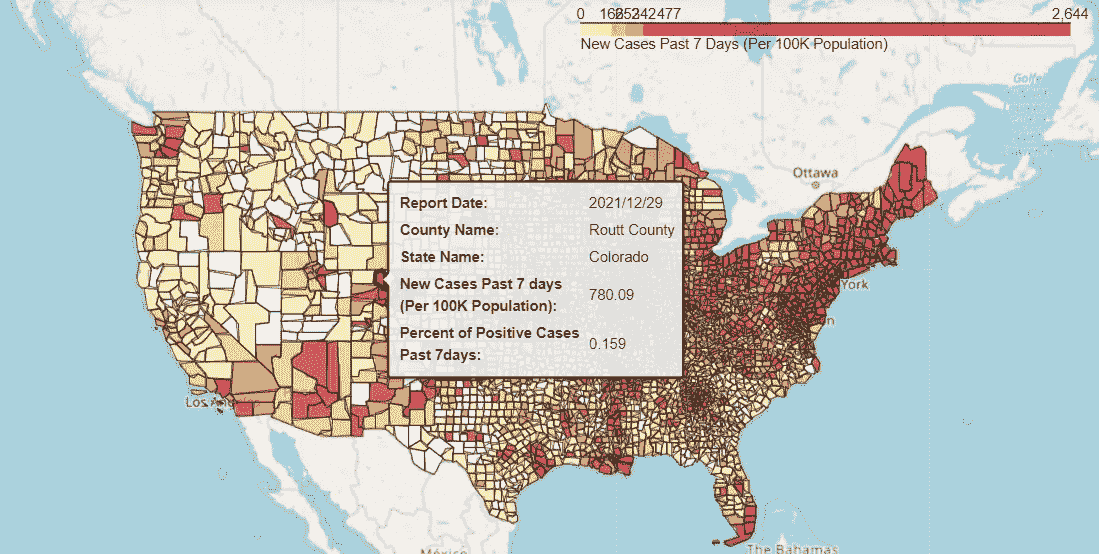 0
2,644
New Cases Past 7 Days (Per 100K Population)
Golfe
Ottawa
Report Date: 2021/12/29
County Name: Routt County
State Name: Colorado
New Cases Past 7 days
(Per 100K Population): 780.09
Percent of Positive Cases
Past 7days: 0.159
York
Los
México
The Bahamas